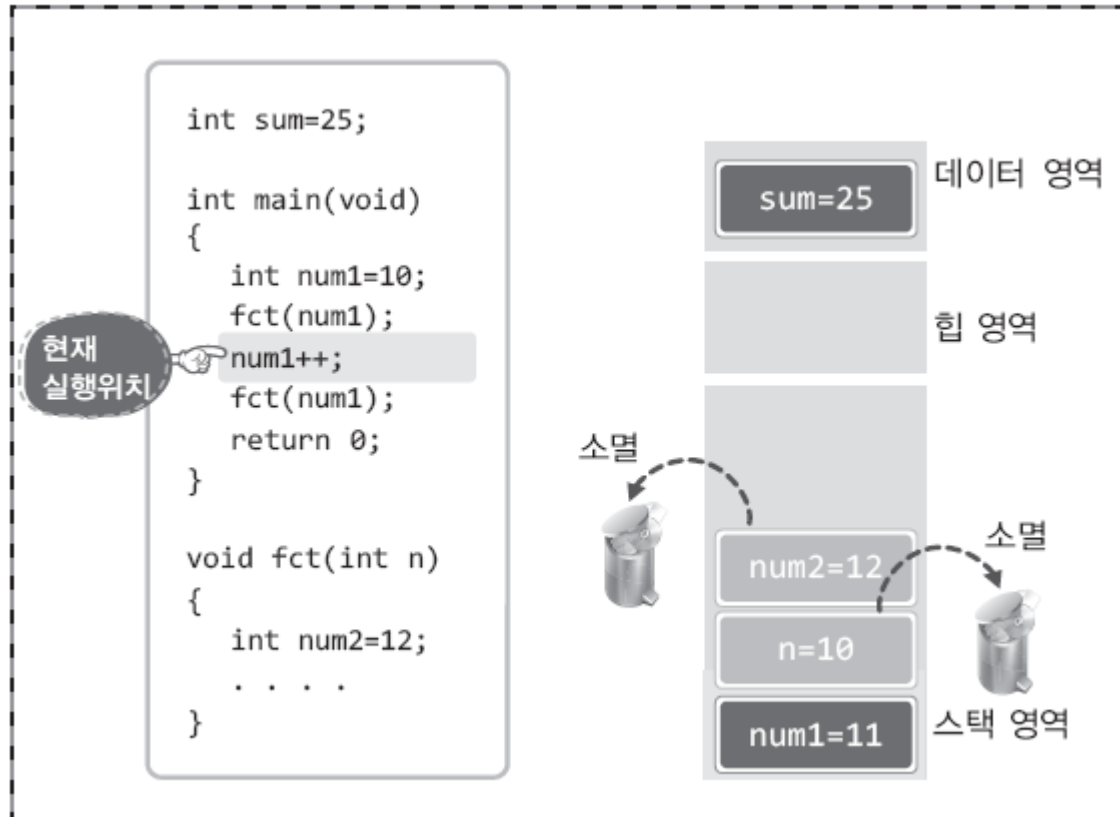 int sum=25;
int main(void)
{
int num1=10;
fct(num1);
num1++;
fct(num1);
return 0;
}
void fct(int n)
{
int num2=12;
. . . .
}
현재
실행위치
sum=25
데이터 영역
힙 영역
소멸
num2=12
소멸
n=10
num1=11
스택 영역